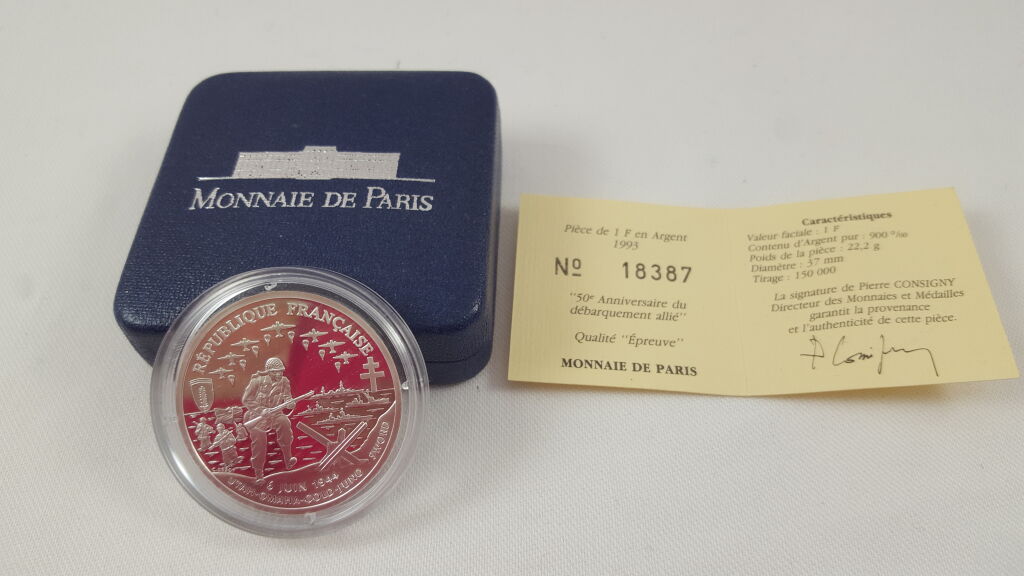 MONNAIE DE PARIS
RÉPUBLIQUE FRANÇAISE
6 JUIN 1944
UTAH-OMAHA-GOLD-JUNO
SWORD
Pièce de 1 F en Argent
1993
Nº 18387
"50e Anniversaire du
débarquement allié"
Qualité "Épreuve"
MONNAIE DE PARIS
Caractéristiques
Valeur faciale : 1 F
Contenu d'Argent pur : 900 °/oo
Poids de la pièce : 22,2 g
Diamètre : 37 mm
Tirage : 150 000
La signature de Pierre CONSIGNY
Directeur des Monnaies et Médailles
garantit la provenance
et l'authenticité de cette pièce.